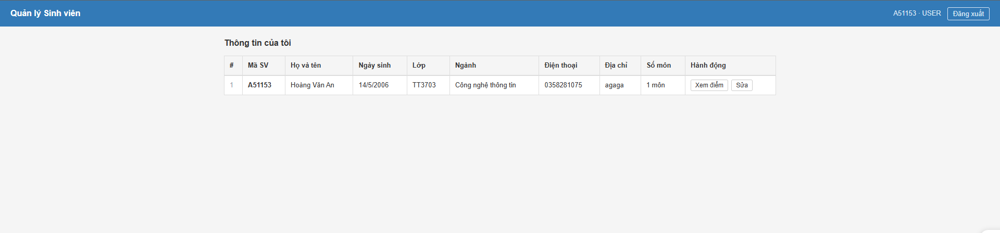 Quản lý Sinh viên A51153 · USER Đăng xuất
Thông tin của tôi
# Mã SV Họ và tên Ngày sinh Lớp Ngành Điện thoại Địa chỉ Số môn Hành động
1 A51153 Hoàng Văn An 14/5/2006 TT3703 Công nghệ thông tin 0358281075 agaga 1 môn Xem điểm Sửa